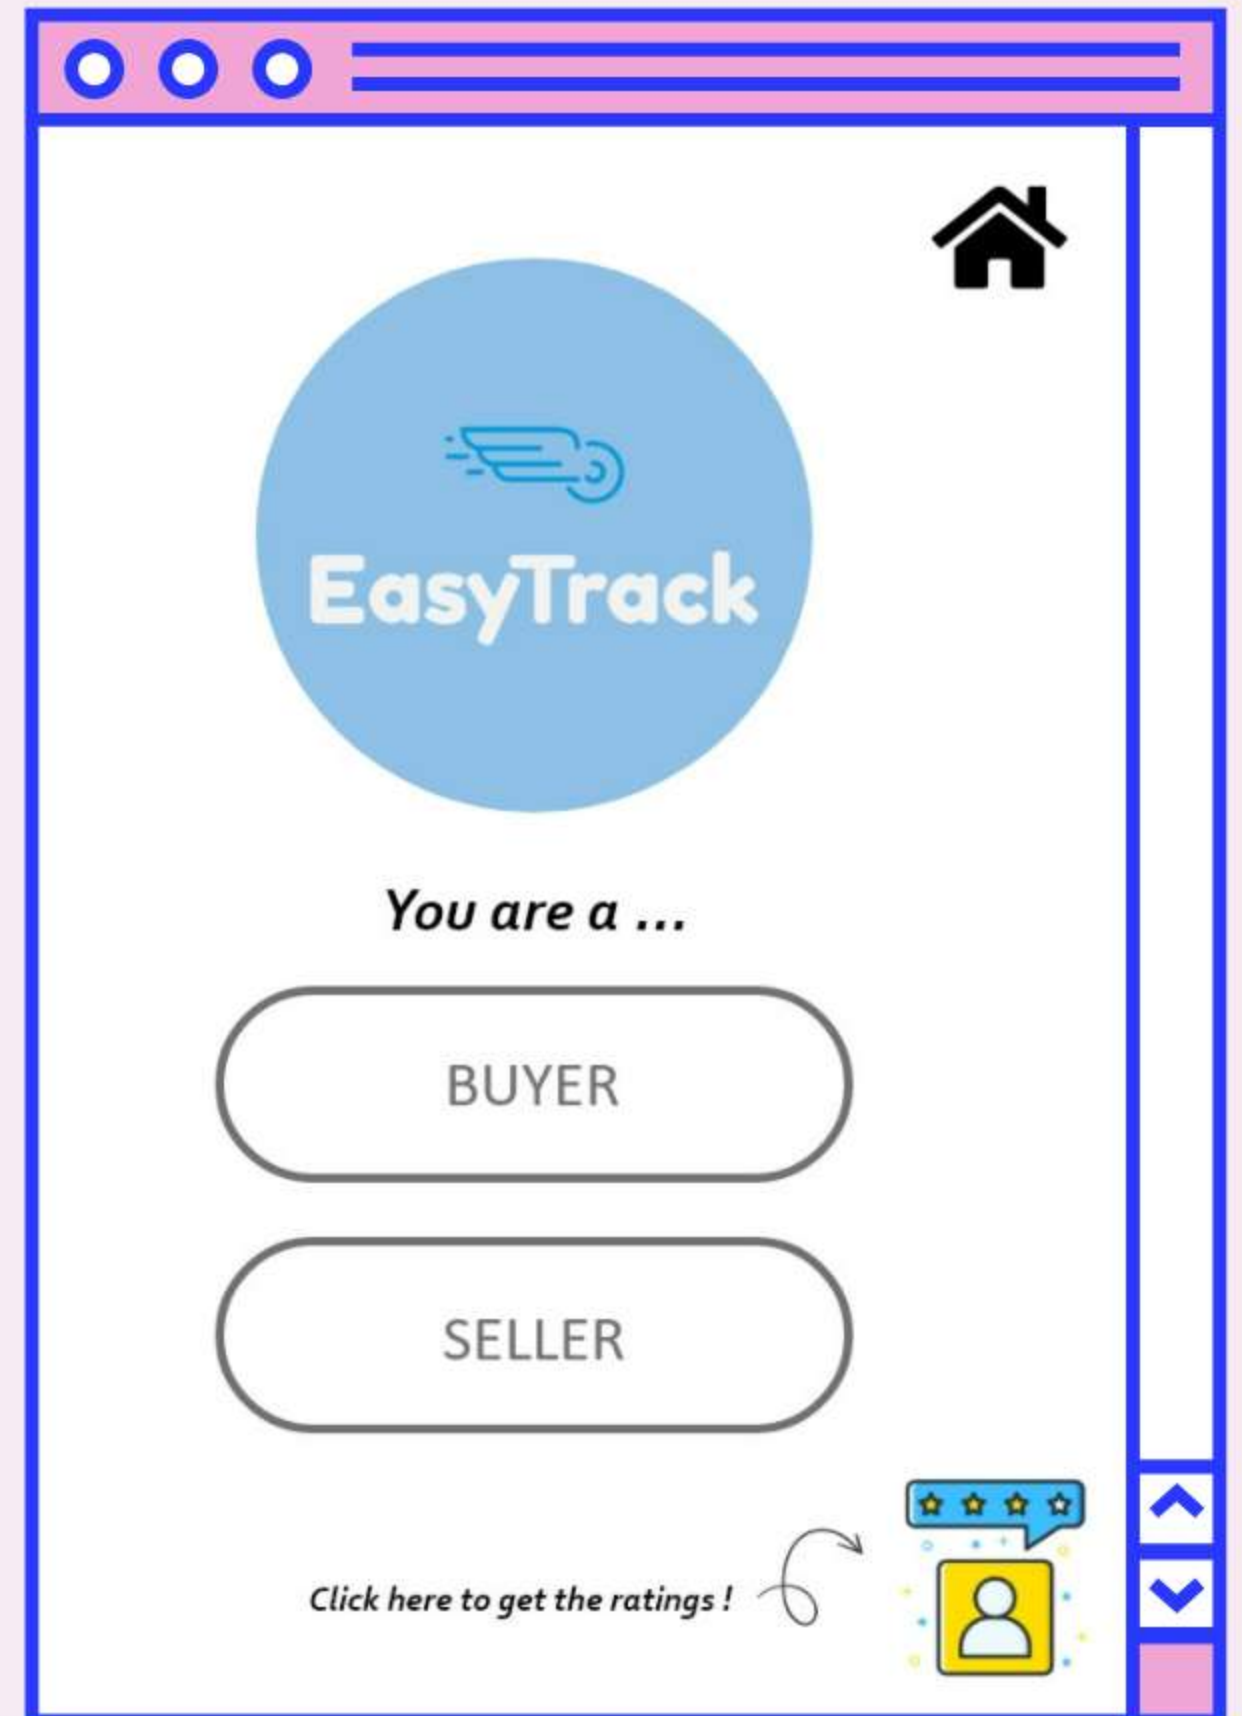 EasyTrack
You are a ...
BUYER
SELLER
Click here to get the ratings !